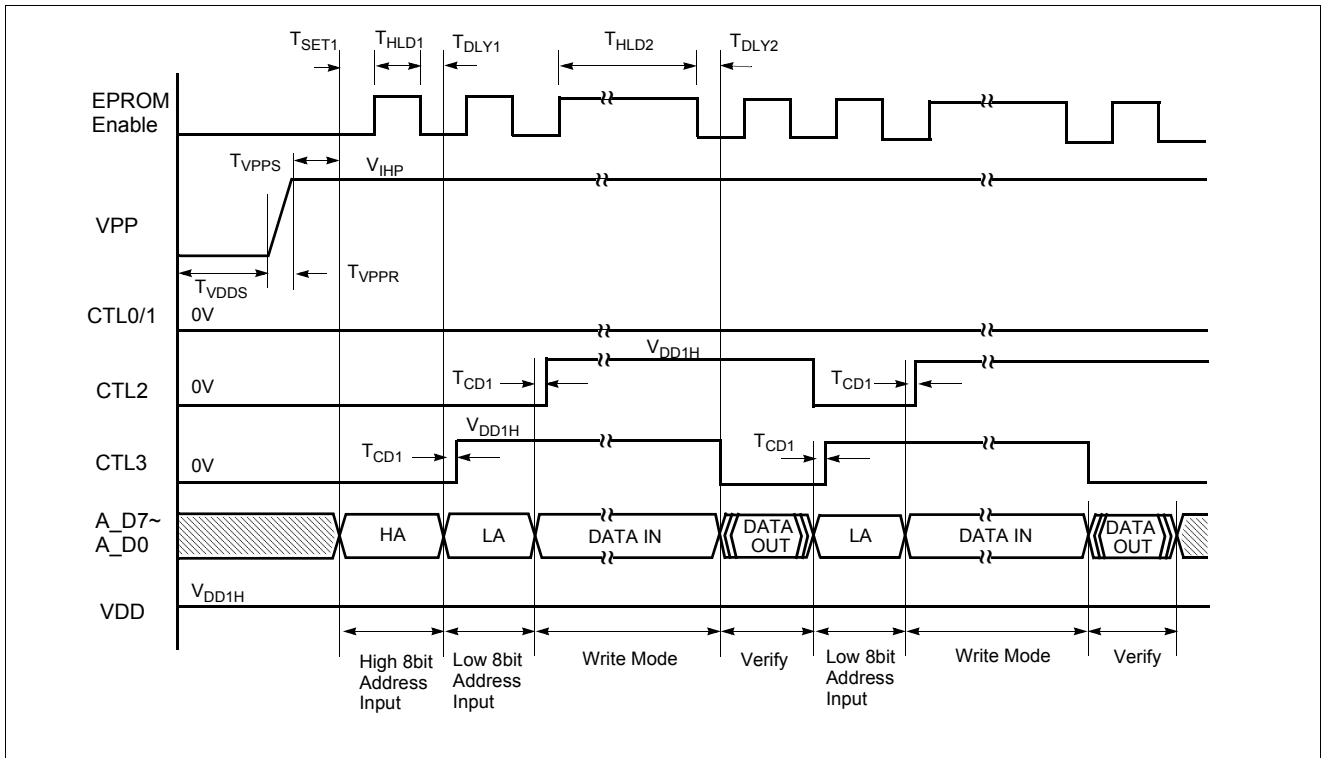 TSET1 THLD1 TDLY1 THLD2 TDLY2
EPROM
Enable
TVPPS VIHP
VPP
TVPPR
TVDDS
CTL0/1 0V
VDD1H
CTL2 0V TCD1 TCD1
VDD1H
CTL3 0V TCD1 TCD1
A_D7~
A_D0
HA LA DATA IN DATA
OUT LA DATA IN DATA
OUT
VDD1H
VDD
High 8bit
Address
Input
Low 8bit
Address
Input
Write Mode
Verify
Low 8bit
Address
Input
Write Mode
Verify